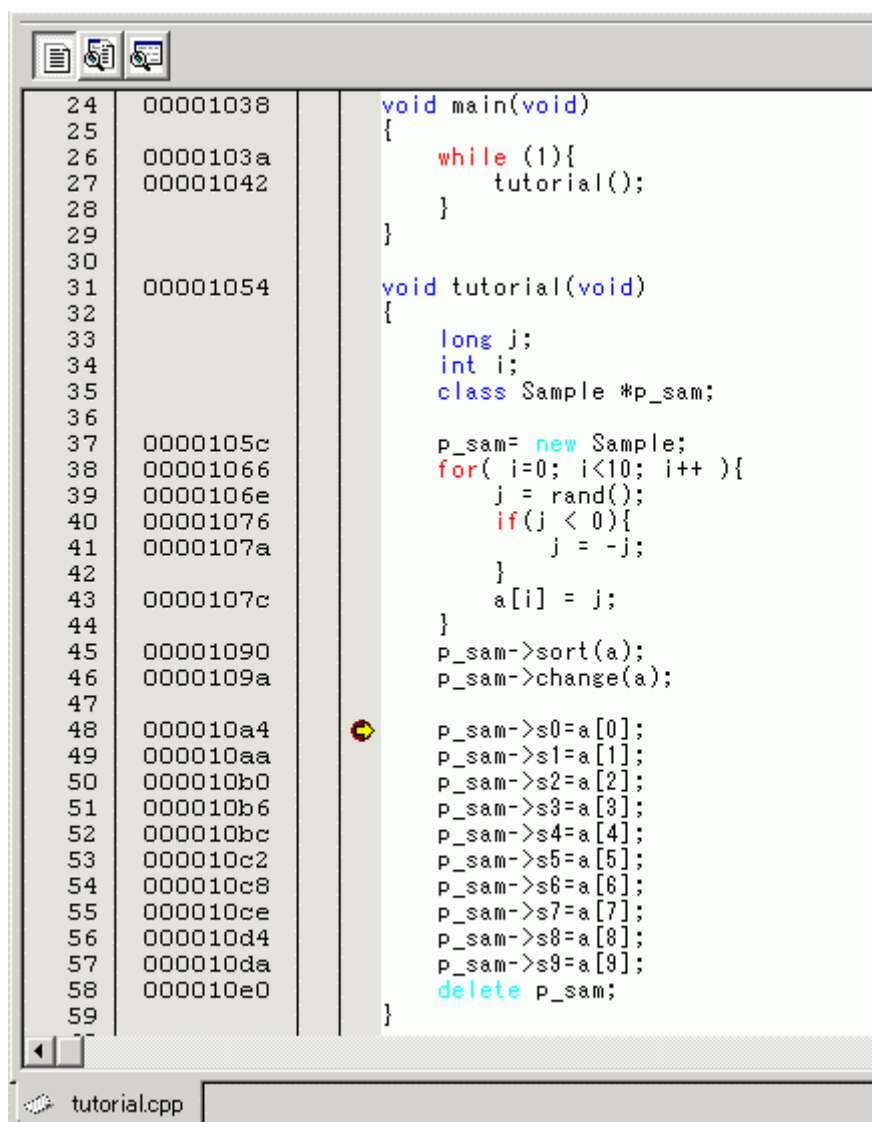 24 00001038 void main(void)
25 {
26 0000103a while (1){
27 00001042 tutorial();
28 }
29 }
30
31 00001054 void tutorial(void)
32 {
33 long j;
34 int i;
35 class Sample *p_sam;
36
37 0000105c p_sam= new Sample;
38 00001066 for( i=0; i<10; i++ ){
39 0000106e j = rand();
40 00001076 if(j < 0){
41 0000107a j = -j;
42 }
43 0000107c a[i] = j;
44 }
45 00001090 p_sam->sort(a);
46 0000109a p_sam->change(a);
47
48 000010a4 p_sam->s0=a[0];
49 000010aa p_sam->s1=a[1];
50 000010b0 p_sam->s2=a[2];
51 000010b6 p_sam->s3=a[3];
52 000010bc p_sam->s4=a[4];
53 000010c2 p_sam->s5=a[5];
54 000010c8 p_sam->s6=a[6];
55 000010ce p_sam->s7=a[7];
56 000010d4 p_sam->s8=a[8];
57 000010da p_sam->s9=a[9];
58 000010e0 delete p_sam;
59 }
tutorial.cpp